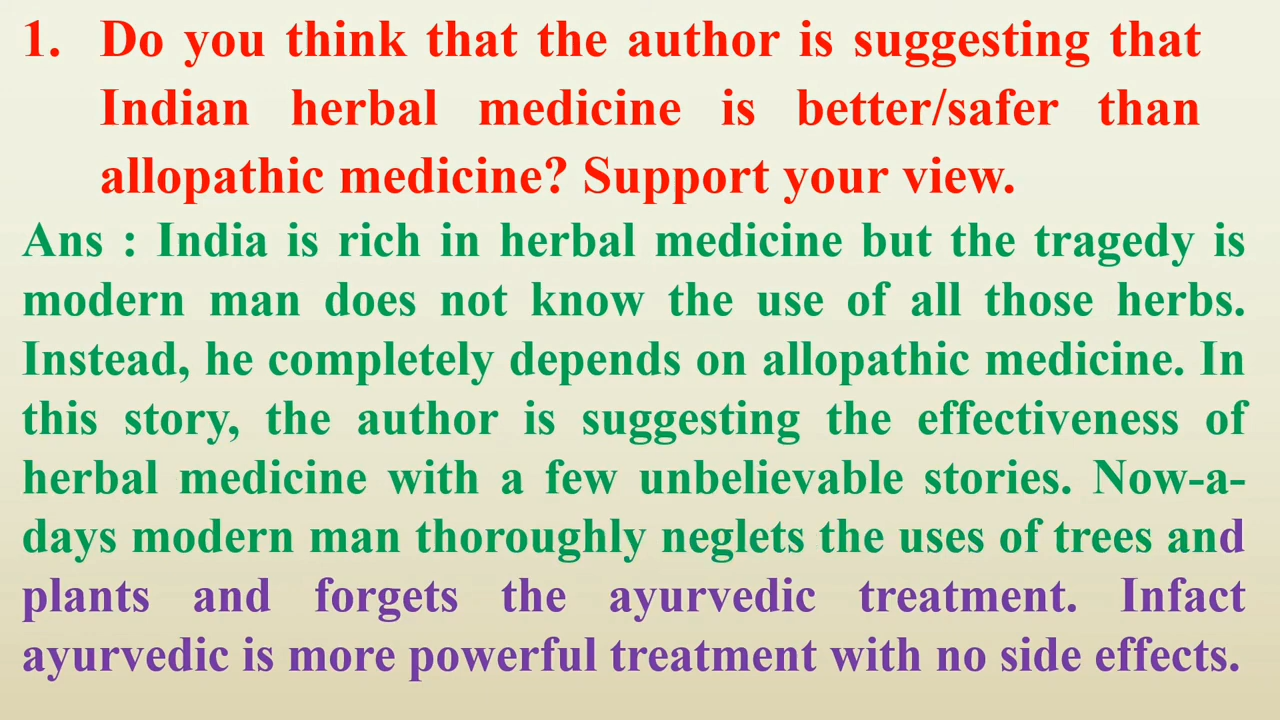 1. Do you think that the author is suggesting that
Indian herbal medicine is better/safer than
allopathic medicine? Support your view.
Ans : India is rich in herbal medicine but the tragedy is
modern man does not know the use of all those herbs.
Instead, he completely depends on allopathic medicine. In
this story, the author is suggesting the effectiveness of
herbal medicine with a few unbelievable stories. Now-a-
days modern man thoroughly neglets the uses of trees and
plants and forgets the ayurvedic treatment. Infact
ayurvedic is more powerful treatment with no side effects.